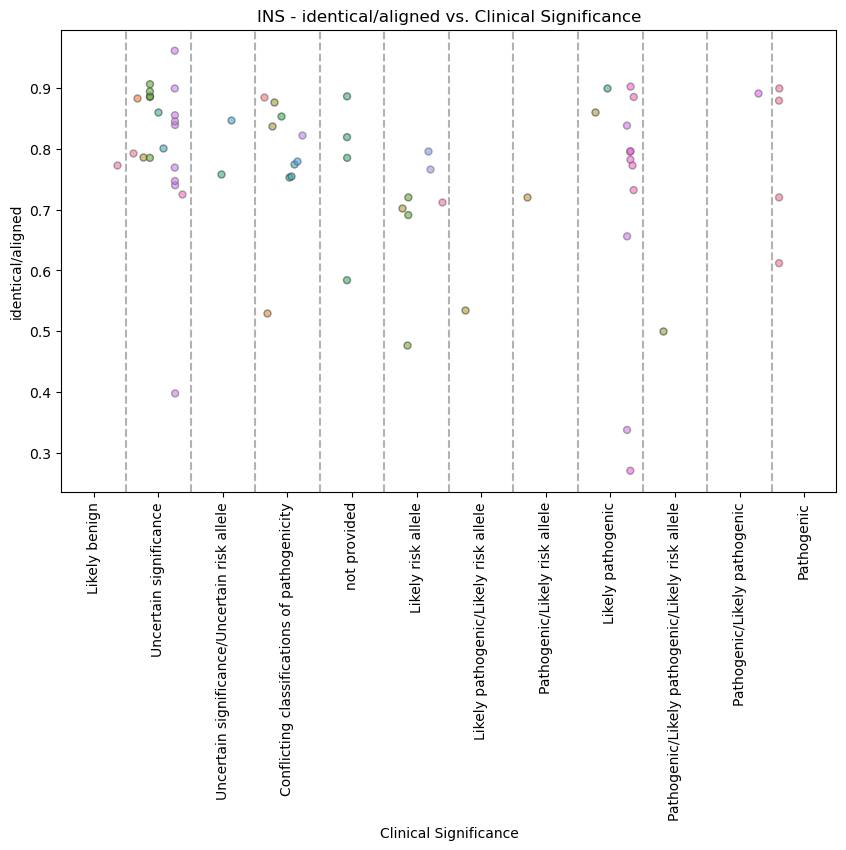 INS - identical/aligned vs. Clinical Significance
identical/aligned
0.9
0.8
0.7
0.6
0.5
0.4
0.3
Likely benign
Uncertain significance
Uncertain significance/Uncertain risk allele
Conflicting classifications of pathogenicity
not provided
Likely risk allele
Likely pathogenic/Likely risk allele
Pathogenic/Likely risk allele
Likely pathogenic
Pathogenic/Likely pathogenic/Likely risk allele
Pathogenic/Likely pathogenic
Pathogenic
Clinical Significance